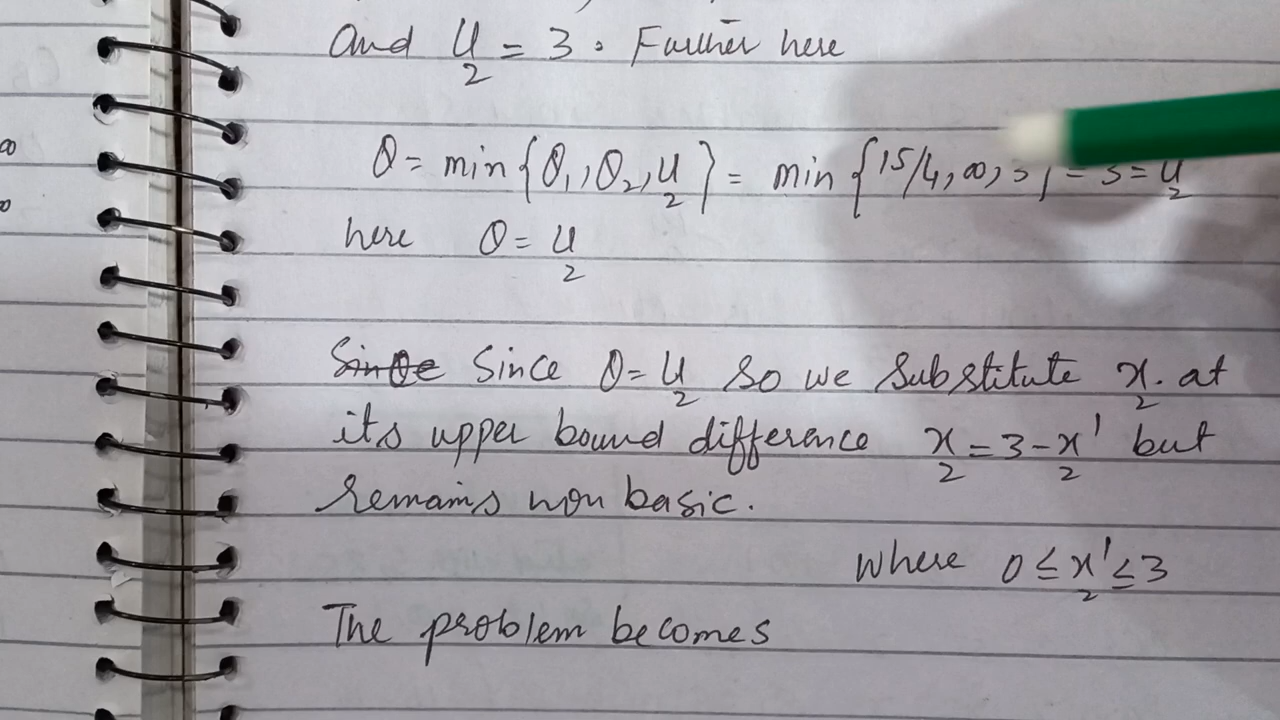 And U₂ = 3. Further here
∞
θ = min{θ₁, θ₂, U₂} = min{15/4, ∞, 3} = 3 = U₂
∞
here θ = U₂
Since θ = U₂ so we substitute x₂. at
its upper bound difference x₂ = 3 - x₂' but
remains non basic.
where 0 ≤ x₂' ≤ 3
The problem becomes